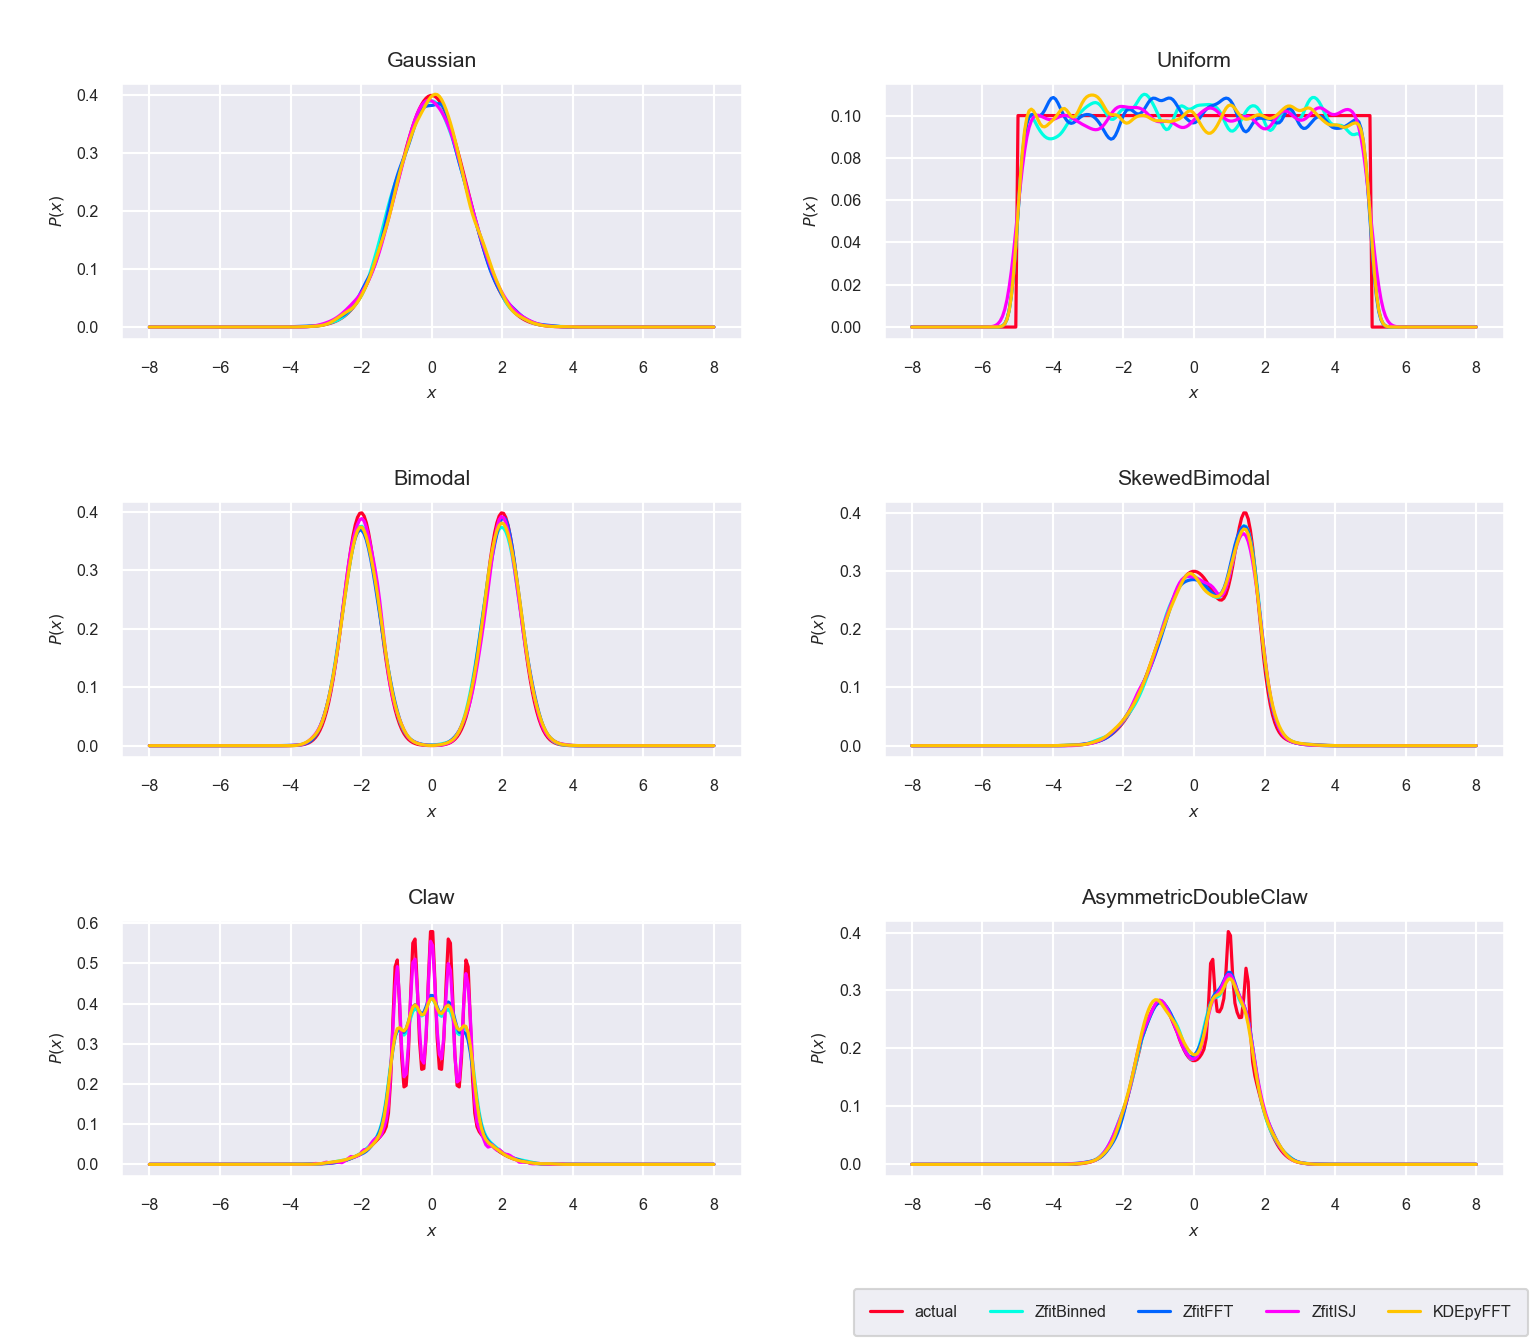 Gaussian
P(x)
0.4
0.3
0.2
0.1
0.0
−8 −6 −4 −2 0 2 4 6 8
x
Uniform
P(x)
0.10
0.08
0.06
0.04
0.02
0.00
−8 −6 −4 −2 0 2 4 6 8
x
Bimodal
P(x)
0.4
0.3
0.2
0.1
0.0
−8 −6 −4 −2 0 2 4 6 8
x
SkewedBimodal
P(x)
0.4
0.3
0.2
0.1
0.0
−8 −6 −4 −2 0 2 4 6 8
x
Claw
P(x)
0.6
0.5
0.4
0.3
0.2
0.1
0.0
−8 −6 −4 −2 0 2 4 6 8
x
AsymmetricDoubleClaw
P(x)
0.4
0.3
0.2
0.1
0.0
−8 −6 −4 −2 0 2 4 6 8
x
actual ZfitBinned ZfitFFT ZfitISJ KDEpyFFT